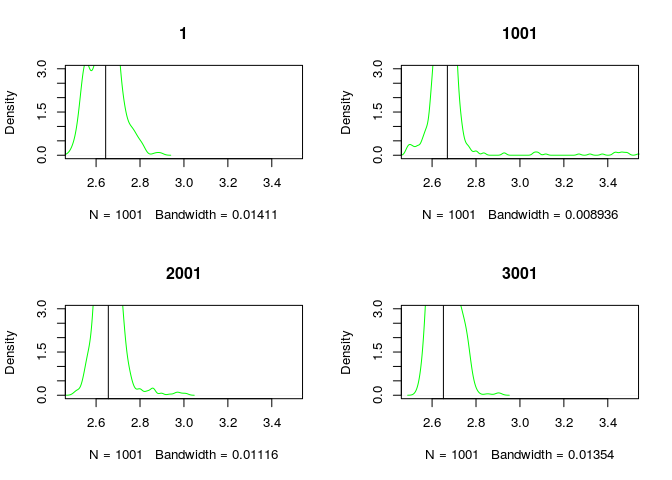 1
Density
0.0 1.5 3.0
2.6 2.8 3.0 3.2 3.4
N = 1001 Bandwidth = 0.01411
1001
Density
0.0 1.5 3.0
2.6 2.8 3.0 3.2 3.4
N = 1001 Bandwidth = 0.008936
2001
Density
0.0 1.5 3.0
2.6 2.8 3.0 3.2 3.4
N = 1001 Bandwidth = 0.01116
3001
Density
0.0 1.5 3.0
2.6 2.8 3.0 3.2 3.4
N = 1001 Bandwidth = 0.01354